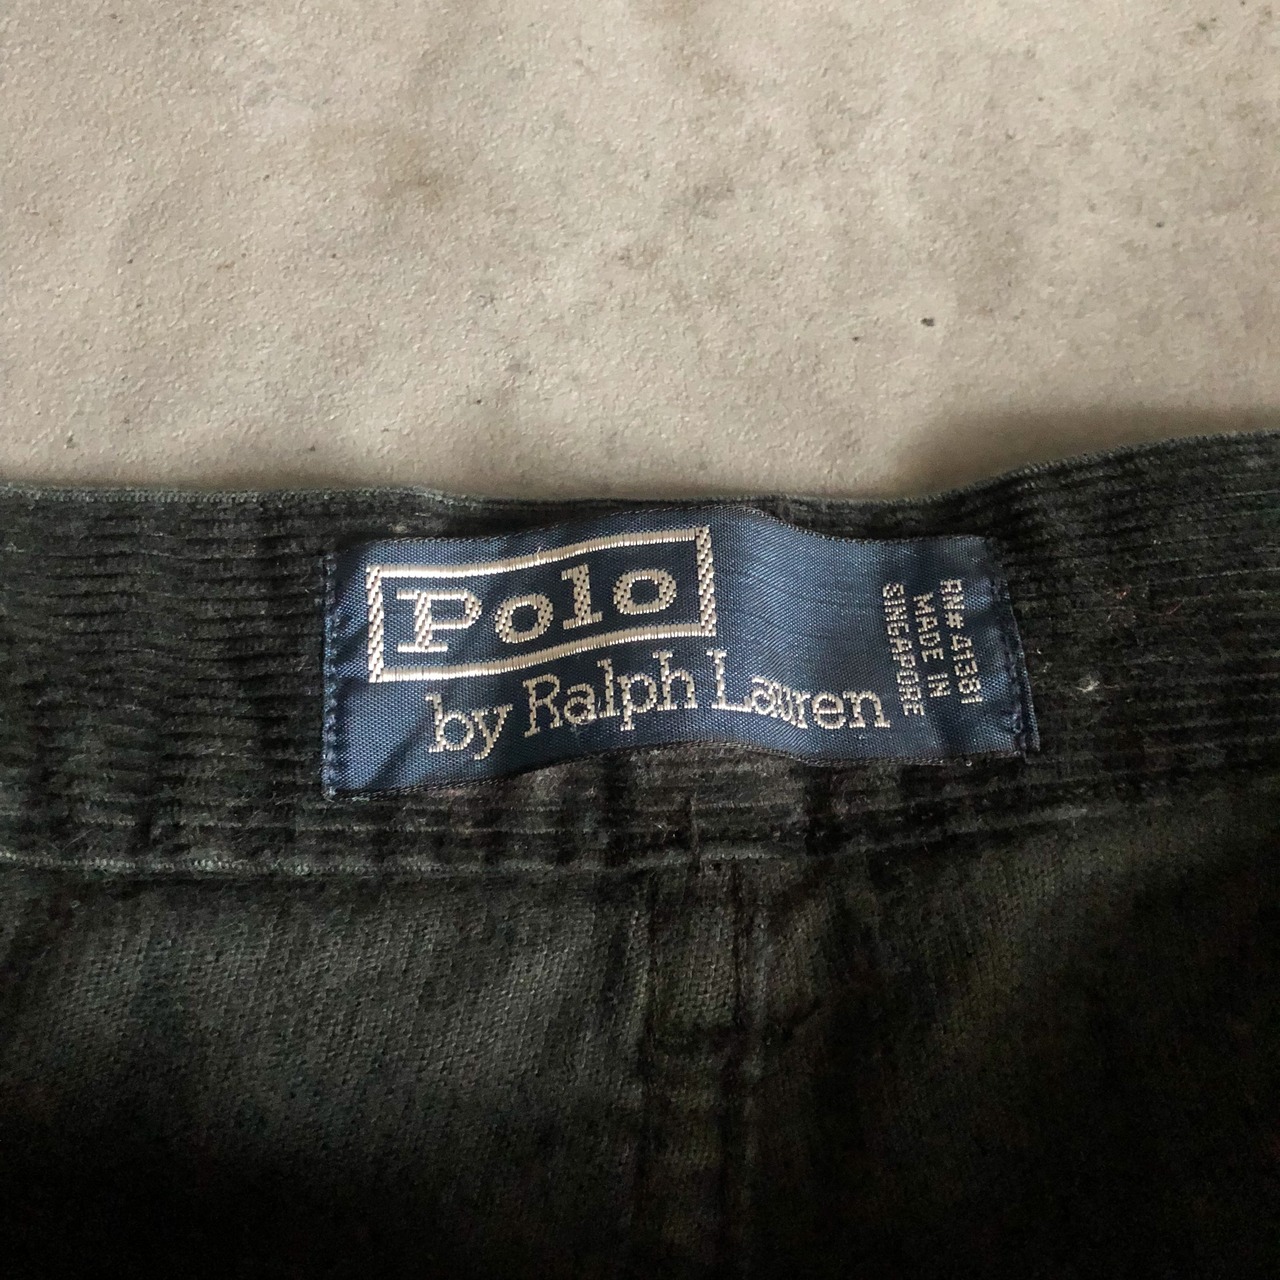 Polo
by Ralph Lauren
RN# 41381
MADE IN
SINGAPORE